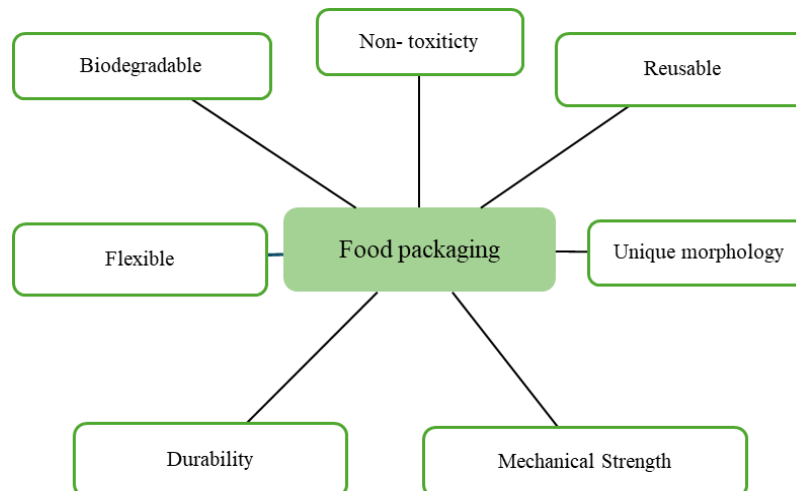 Non- toxiticty
Biodegradable
Reusable
Flexible
Food packaging
Unique morphology
Durability
Mechanical Strength